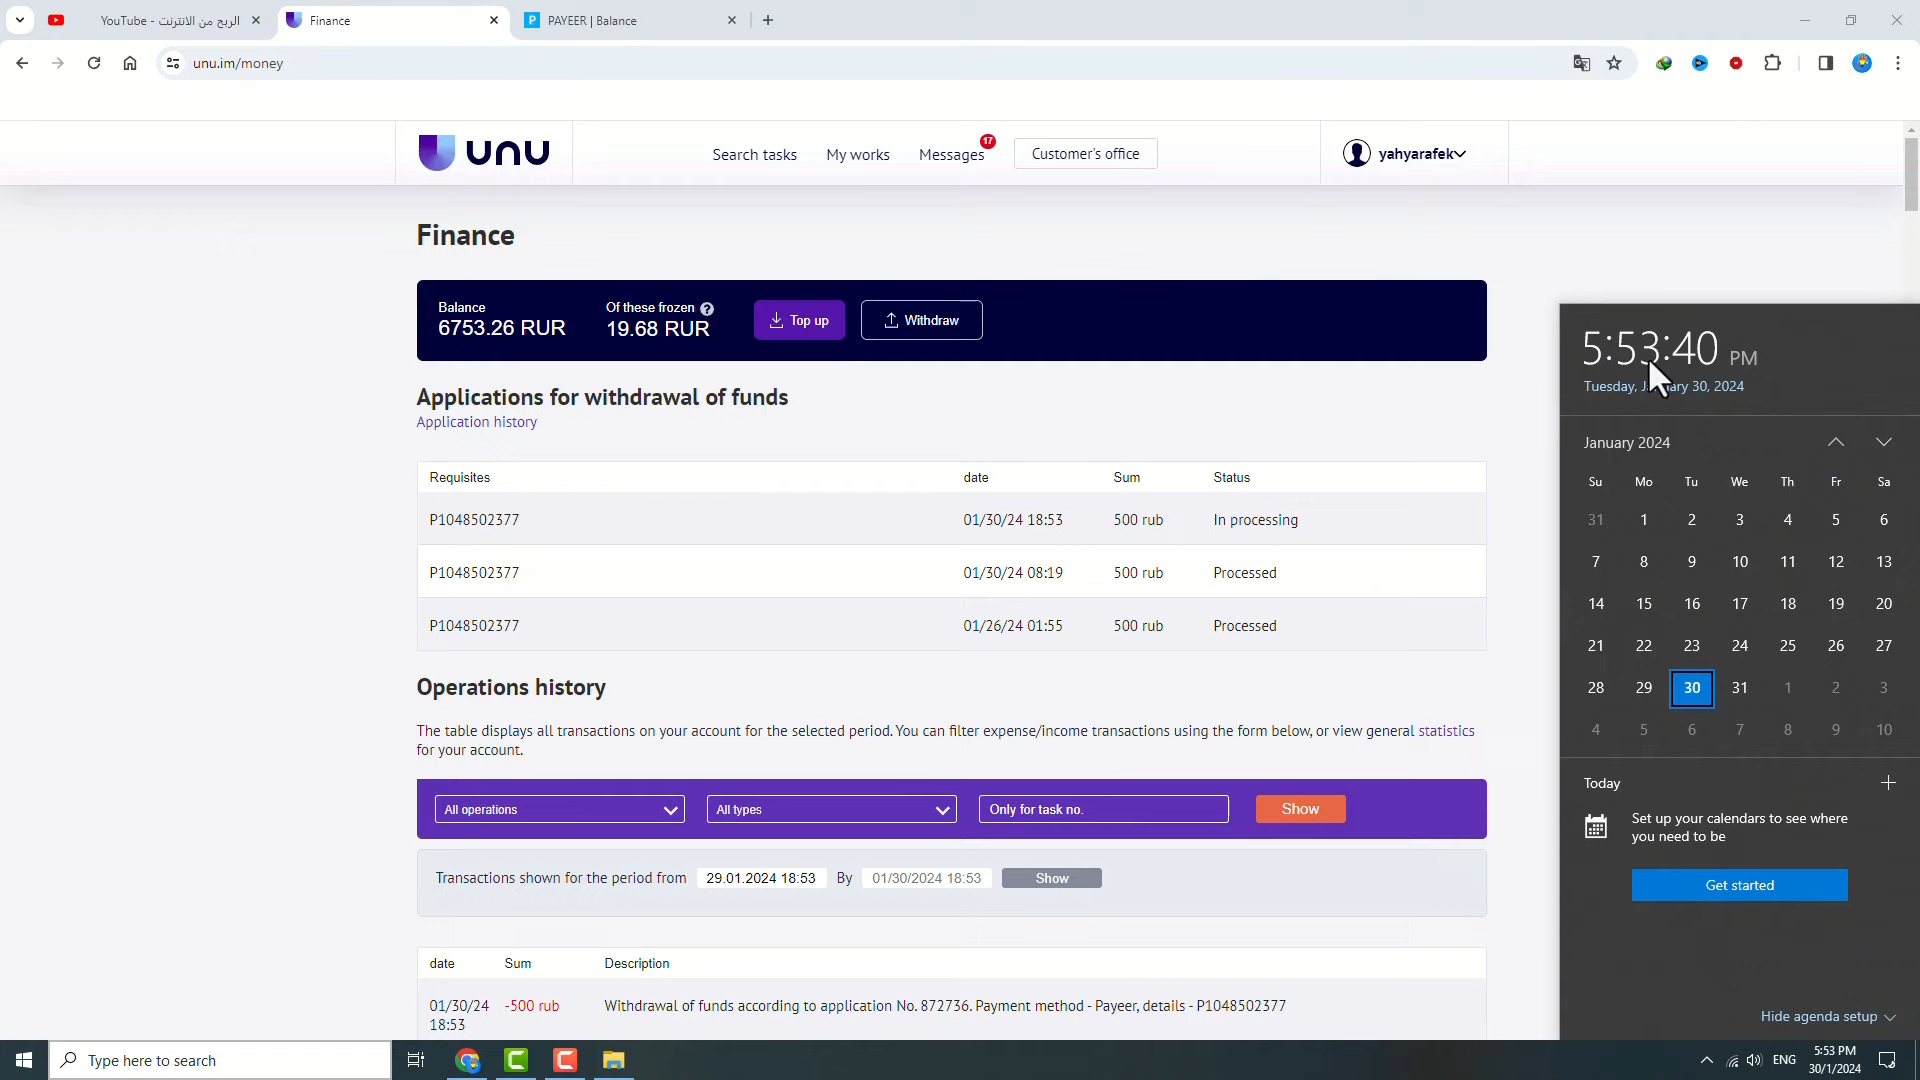 YouTube - الربح من الانترنت
Finance
PAYEER | Balance
unu.im/money
unu
Search tasks
My works
Messages
17
Customer's office
yahyarafek
Finance
Balance
6753.26 RUR
Of these frozen ?
19.68 RUR
Top up
Withdraw
Applications for withdrawal of funds
Application history
Requisites date Sum Status
P1048502377 01/30/24 18:53 500 rub In processing
P1048502377 01/30/24 08:19 500 rub Processed
P1048502377 01/26/24 01:55 500 rub Processed
Operations history
The table displays all transactions on your account for the selected period. You can filter expense/income transactions using the form below, or view general statistics
for your account.
All operations
All types
Only for task no.
Show
Transactions shown for the period from 29.01.2024 18:53 By 01/30/2024 18:53 Show
date Sum Description
01/30/24 -500 rub Withdrawal of funds according to application No. 872736. Payment method - Payeer, details - P1048502377
18:53
5:53:40 PM
Tuesday, January 30, 2024
January 2024
Su Mo Tu We Th Fr Sa
31 1 2 3 4 5 6
7 8 9 10 11 12 13
14 15 16 17 18 19 20
21 22 23 24 25 26 27
28 29 30 31 1 2 3
4 5 6 7 8 9 10
Today
Set up your calendars to see where
you need to be
Get started
Hide agenda setup
Type here to search
ENG
5:53 PM
30/1/2024